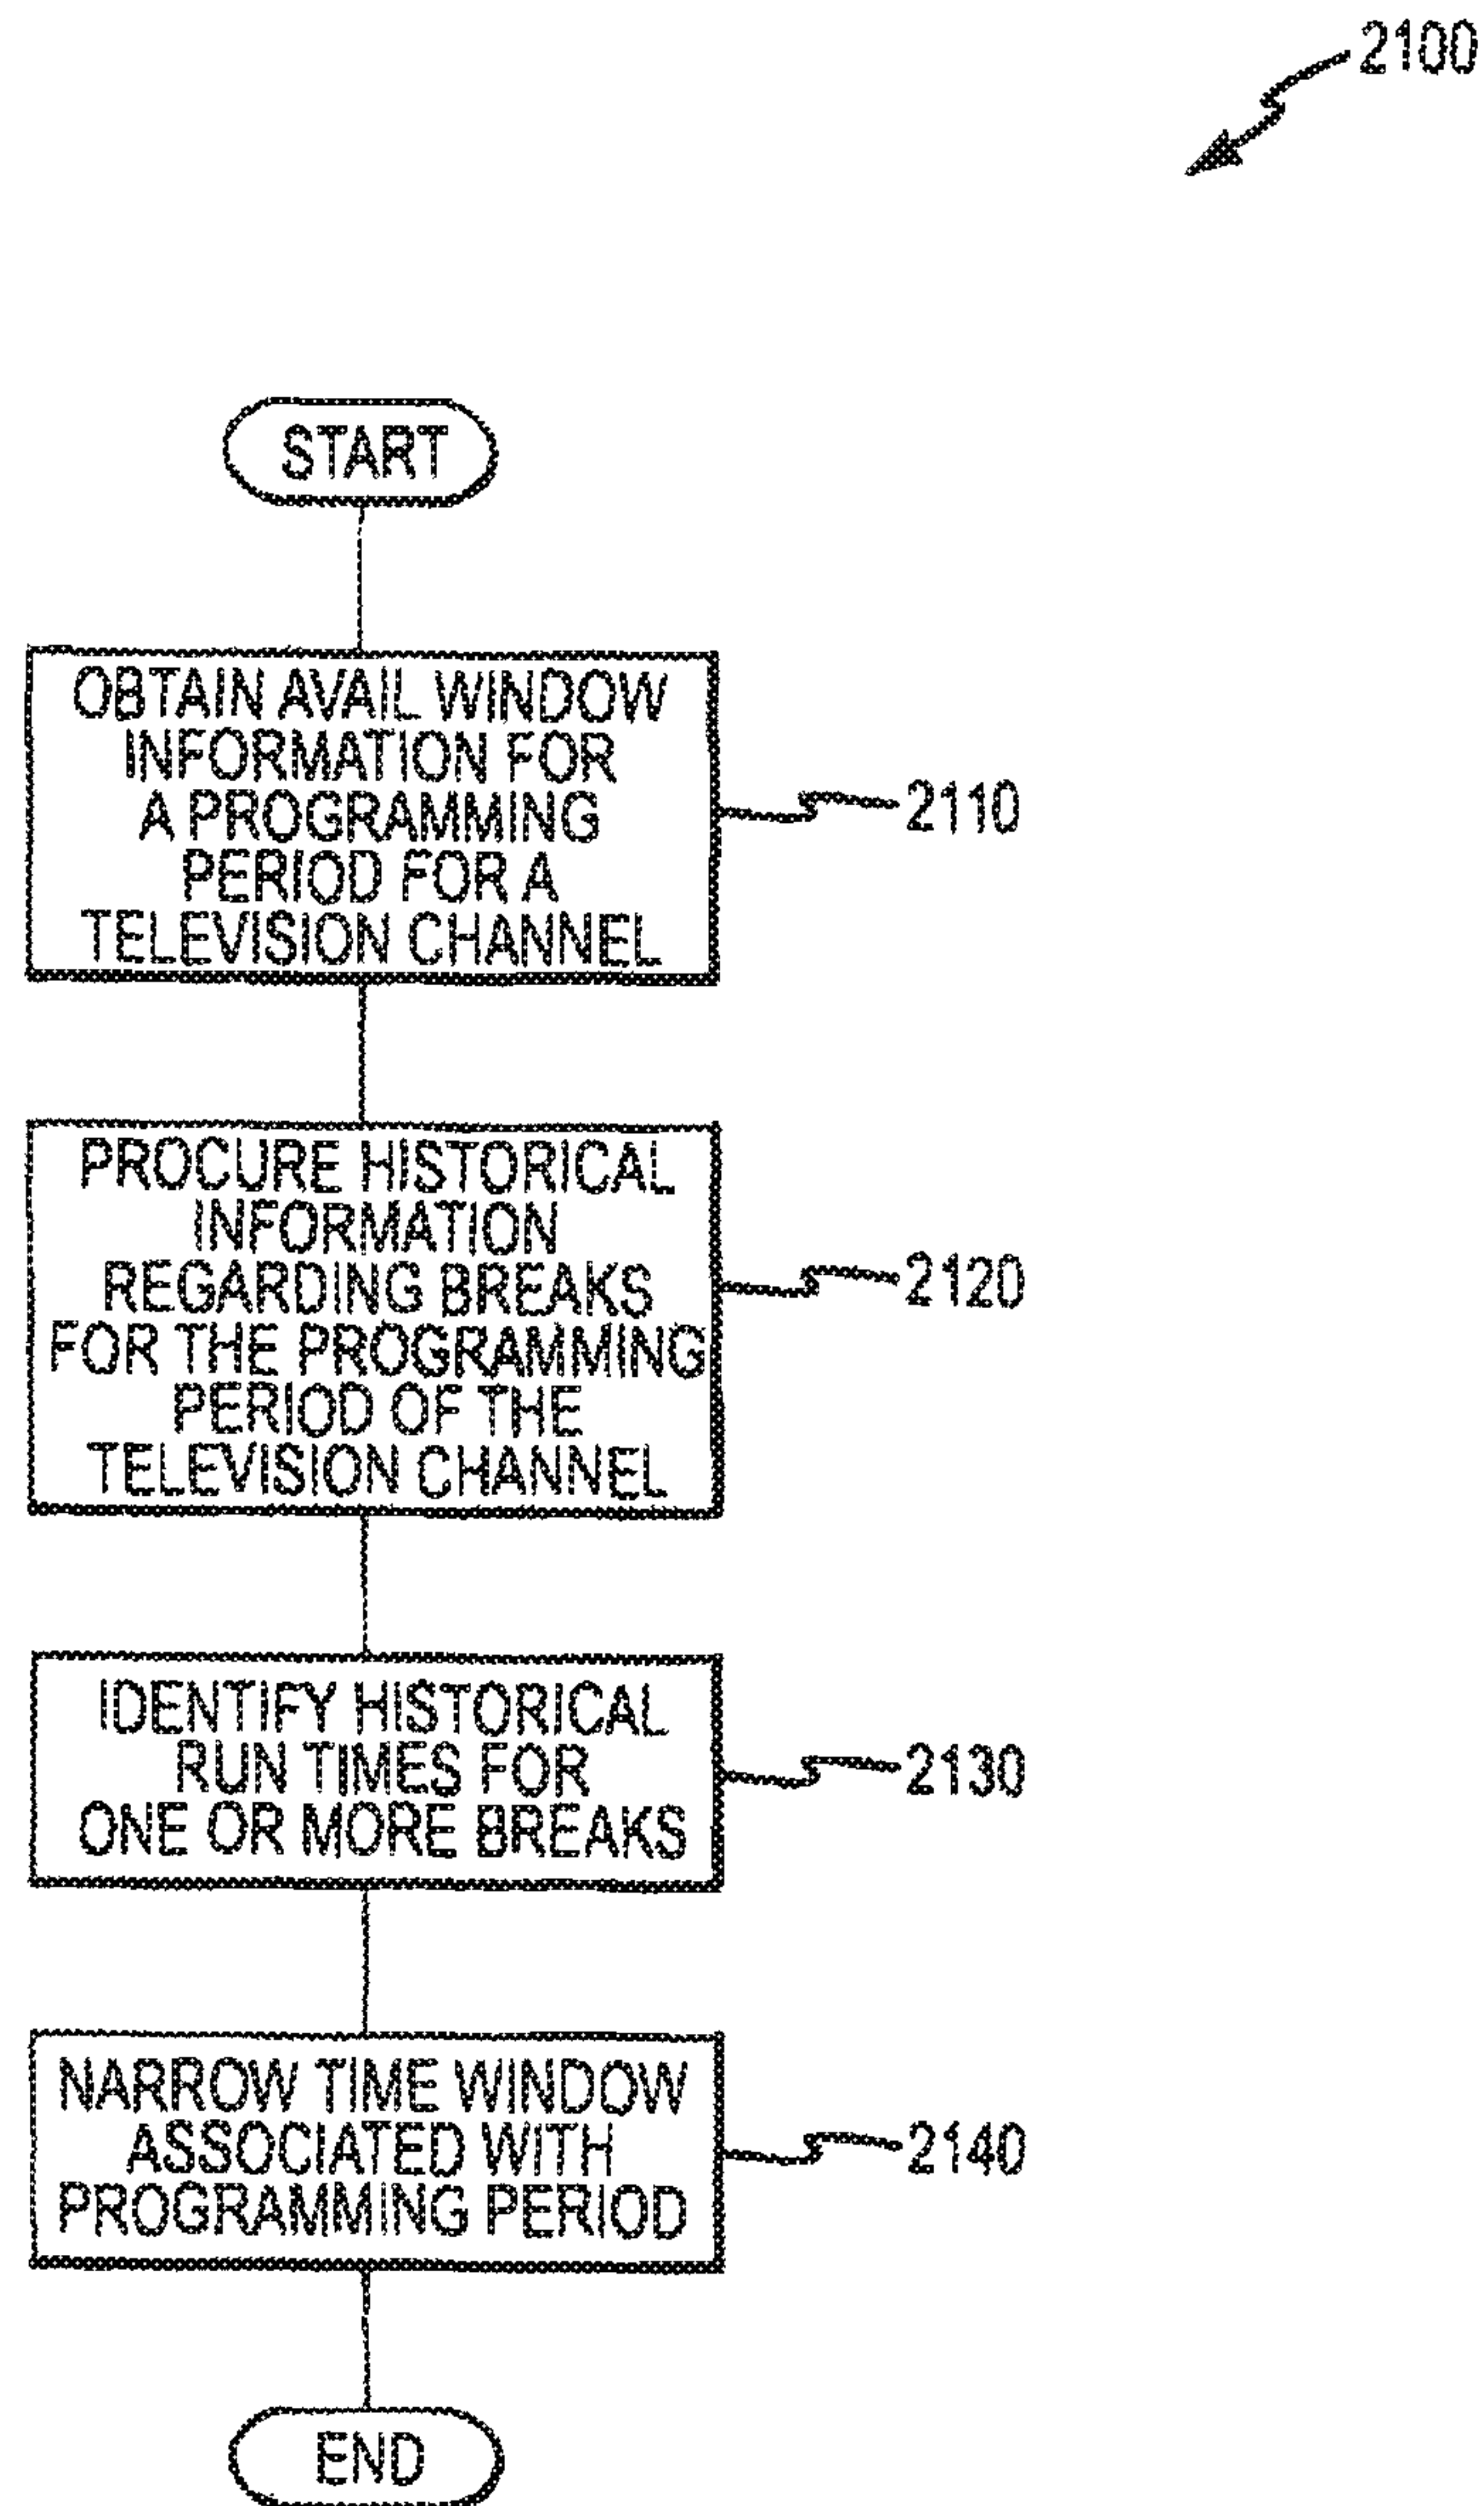 2100
START
OBTAIN AVAIL WINDOW
INFORMATION FOR
A PROGRAMMING
PERIOD FOR A
TELEVISION CHANNEL
2110
PROCURE HISTORICAL
INFORMATION
REGARDING BREAKS
FOR THE PROGRAMMING
PERIOD OF THE
TELEVISION CHANNEL
2120
IDENTIFY HISTORICAL
RUN TIMES FOR
ONE OR MORE BREAKS
2130
NARROW TIME WINDOW
ASSOCIATED WITH
PROGRAMMING PERIOD
2140
END